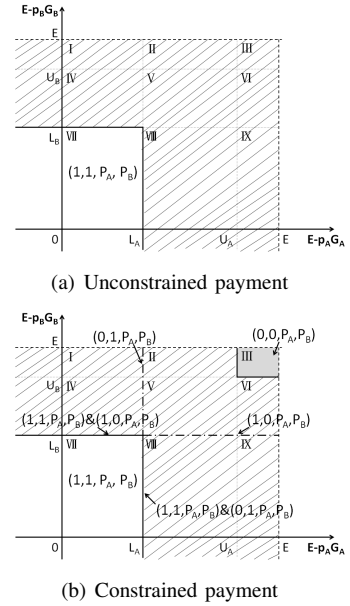 E-p_BG_B
E
I
II
III
U_B
IV
V
VI
L_B
VII
VIII
IX
(1,1, P_A, P_B)
0
L_A
U_A
E
E-p_AG_A
(a) Unconstrained payment
E-p_BG_B
(0,1,P_A,P_B)
(0,0,P_A,P_B)
E
I
II
III
U_B
IV
V
VI
(1,1,P_A,P_B)&(1,0,P_A,P_B)
(1,0,P_A,P_B)
L_B
VII
VIII
IX
(1,1, P_A, P_B)
(1,1,P_A,P_B)&(0,1,P_A,P_B)
0
L_A
U_A
E
E-p_AG_A
(b) Constrained payment